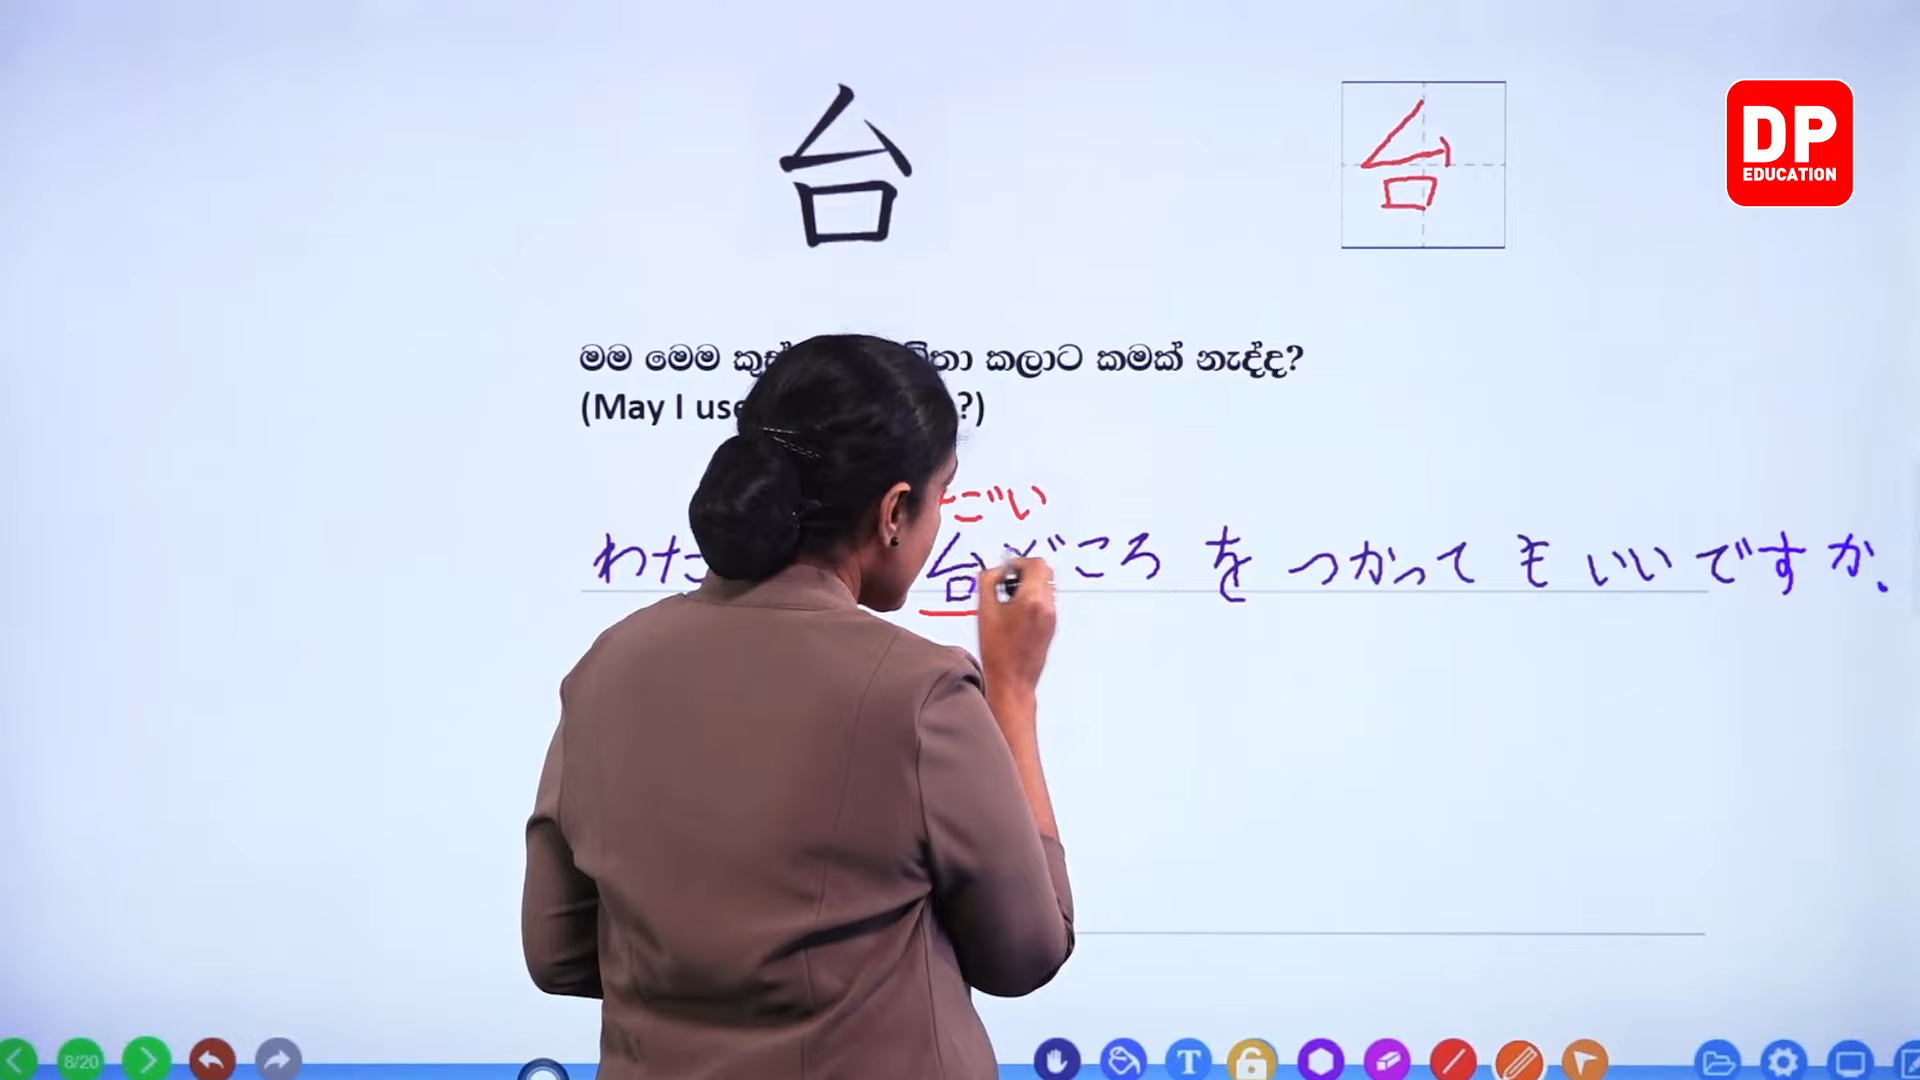 台
台
DP
EDUCATION
මම මෙම කලාට කමක් නැද්ද?
(May I use ?)
ごい
わた 台どころ を つかって も いいです か.
8/20
T